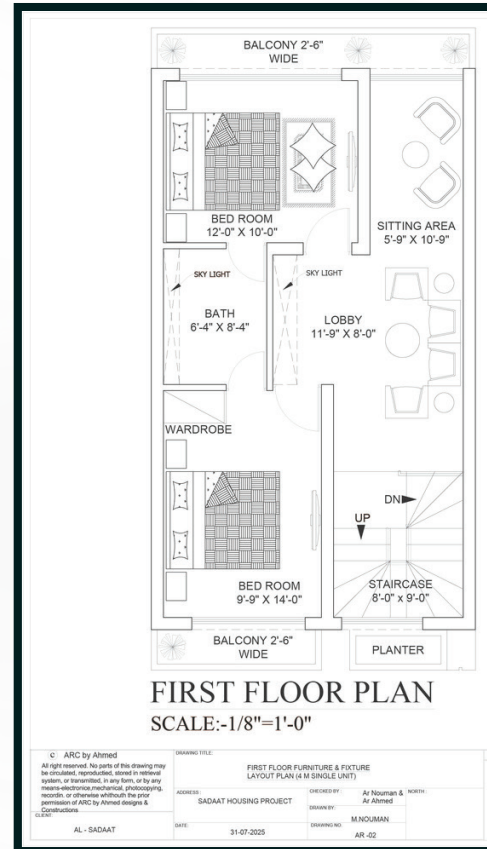 BALCONY 2'-6"
WIDE
BED ROOM
12'-0" X 10'-0"
SITTING AREA
5'-9" X 10'-9"
SKY LIGHT
SKY LIGHT
BATH
6'-4" X 8'-4"
LOBBY
11'-9" X 8'-0"
WARDROBE
DN
UP
BED ROOM
9'-9" X 14'-0"
STAIRCASE
8'-0" x 9'-0"
BALCONY 2'-6"
WIDE
PLANTER
FIRST FLOOR PLAN
SCALE:-1/8"=1'-0"
c ARC by Ahmed
All right reserved. No parts of this drawing may
be circulated, reproductied, stored in retrieval
system, or transmitted, in any form, or by any
means-electronice,mechanical, photocopying,
recordin. or otherwise whithouth the prior
permission of ARC by Ahmed designs &
Constructions
CLIENT:
AL - SADAAT
DRAWING TITLE:
FIRST FLOOR FURNITURE & FIXTURE
LAYOUT PLAN (4 M SINGLE UNIT)
ADDRESS:
SADAAT HOUSING PROJECT
DATE:
31-07-2025
CHECKED BY
Ar Nouman &
Ar Ahmed
DRAWN BY:
M.NOUMAN
DRAWING NO.
AR -02
NORTH: